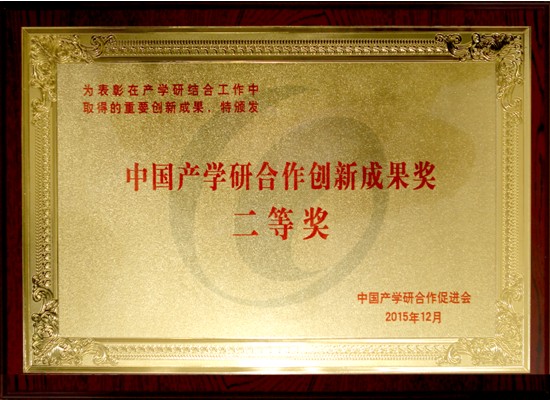 为表彰在产学研结合工作中
取得的重要创新成果，特颁发
中国产学研合作创新成果奖
二等奖
中国产学研合作促进会
2015年12月